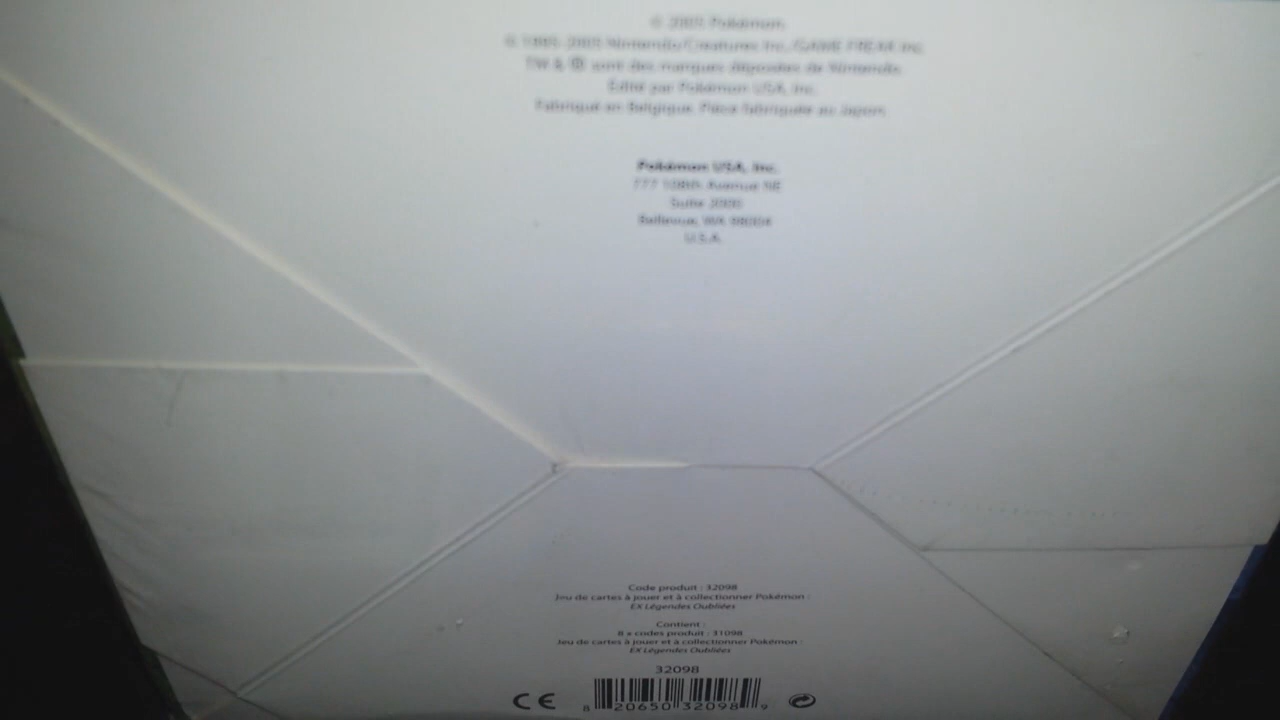 © 2005 Pokémon.
© 1995-2005 Nintendo/Creatures Inc./GAME FREAK inc.
TM & ® sont des marques déposées de Nintendo.
Édité par Pokémon USA, Inc.
Fabriqué en Belgique. Pièce fabriquée au Japon.
Pokémon USA, Inc.
777 108th Avenue NE
Suite 2000
Bellevue, WA 98004
U.S.A.
Code produit : 32098
Jeu de cartes à jouer et à collectionner Pokémon :
EX Légendes Oubliées
Contient :
8 x codes produit : 31098
Jeu de cartes à jouer et à collectionner Pokémon :
EX Légendes Oubliées
32098
CE 8 20650 32098 9